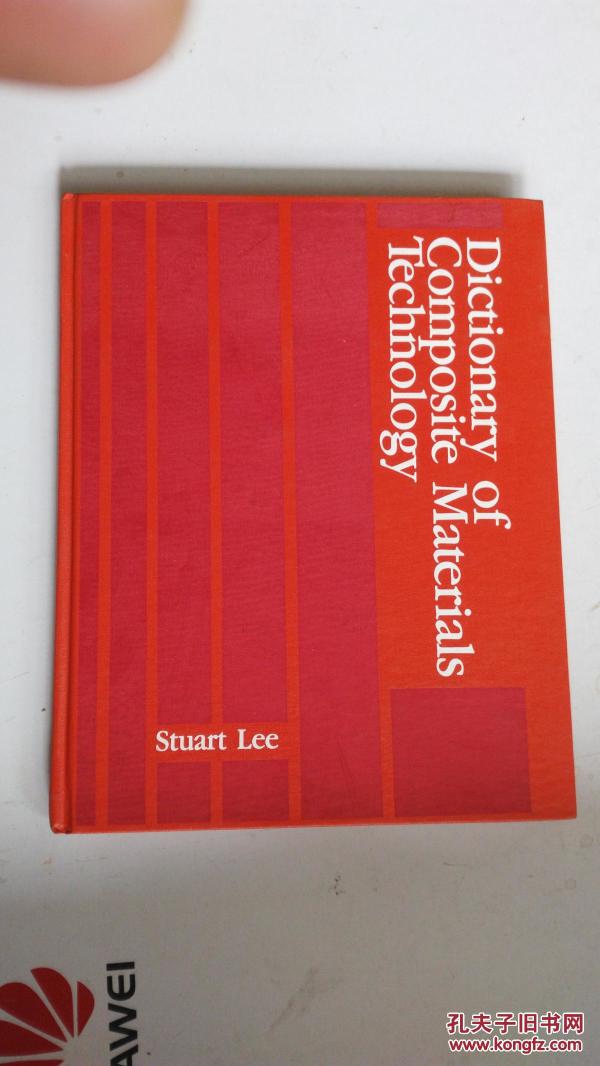 Dictionary of
Composite Materials
Technology
Stuart Lee
AWEI
孔夫子旧书网
www.kongfz.com